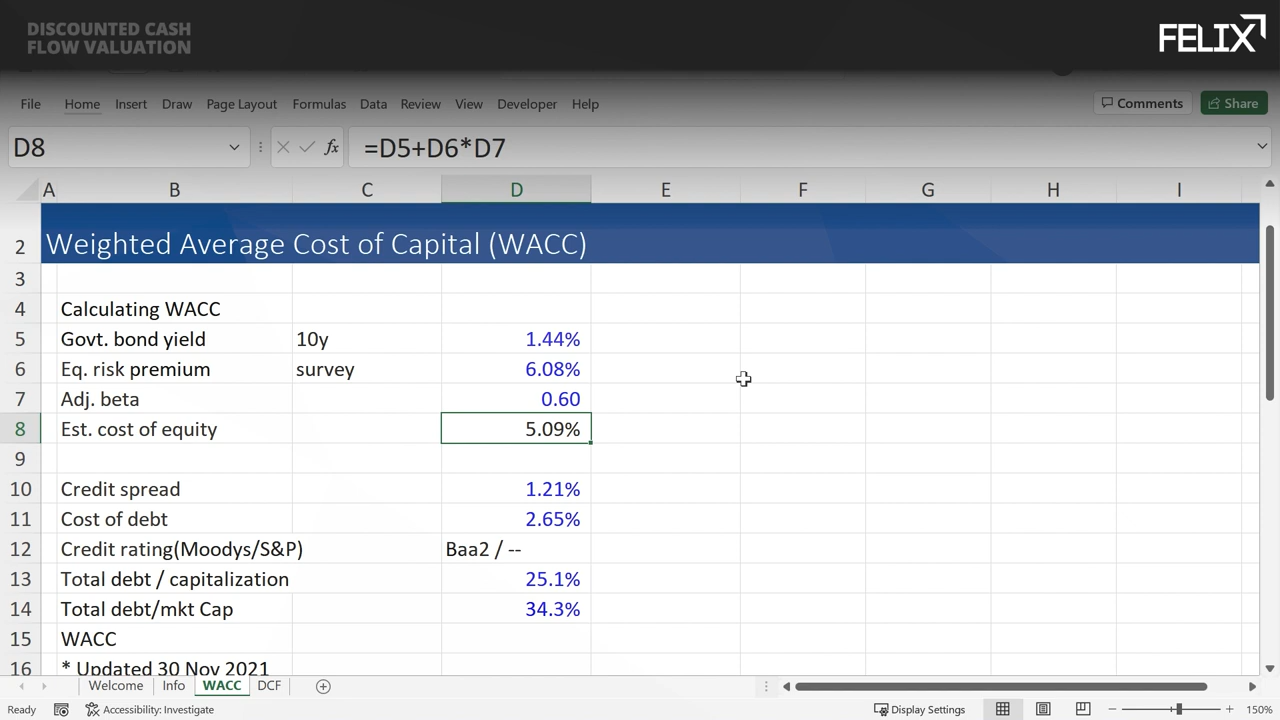 DISCOUNTED CASH
FLOW VALUATION
FELIX
File Home Insert Draw Page Layout Formulas Data Review View Developer Help Comments Share
D8 fx =D5+D6*D7
A B C D E F G H I
2 Weighted Average Cost of Capital (WACC)
3
4 Calculating WACC
5 Govt. bond yield 10y 1.44%
6 Eq. risk premium survey 6.08%
7 Adj. beta 0.60
8 Est. cost of equity 5.09%
9
10 Credit spread 1.21%
11 Cost of debt 2.65%
12 Credit rating(Moodys/S&P) Baa2 / --
13 Total debt / capitalization 25.1%
14 Total debt/mkt Cap 34.3%
15 WACC
16 * Updated 30 Nov 2021
Welcome Info WACC DCF
Ready Accessibility: Investigate Display Settings 150%